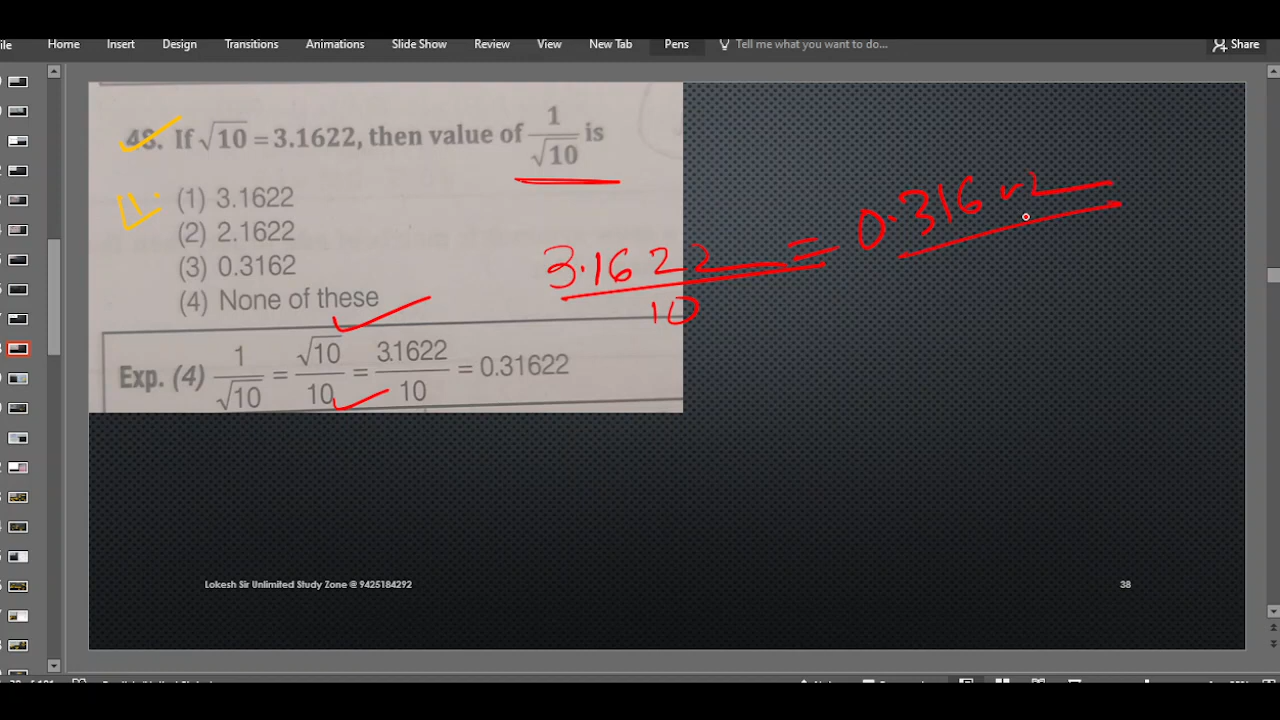 File Home Insert Design Transitions Animations Slide Show Review View New Tab Pens Tell me what you want to do... Share
48. If √10 = 3.1622, then value of 1/√10 is
(1) 3.1622
(2) 2.1622
(3) 0.3162
(4) None of these
3.1622/10 = 0.31622
Exp. (4) 1/√10 = √10/10 = 3.1622/10 = 0.31622
Lokesh Sir Unlimited Study Zone @ 9425184292
38